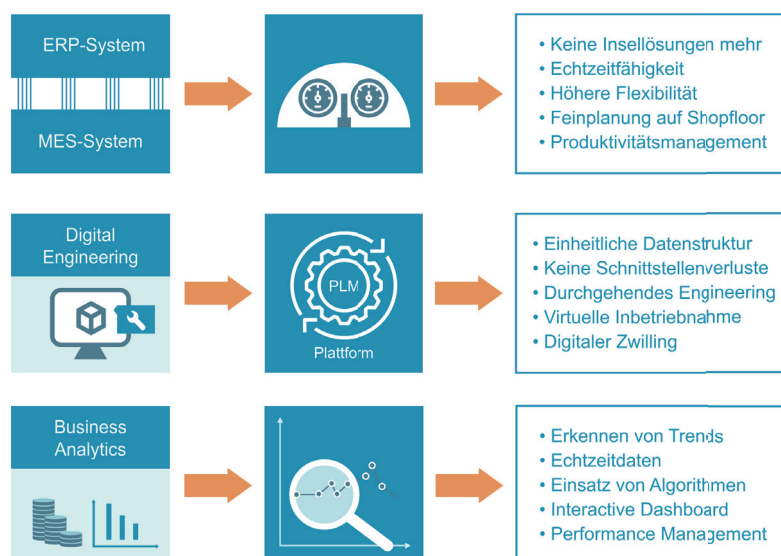 ERP-System
MES-System
• Keine Insellösungen mehr
• Echtzeitfähigkeit
• Höhere Flexibilität
• Feinplanung auf Shopfloor
• Produktivitätsmanagement
Digital
Engineering
PLM
Plattform
• Einheitliche Datenstruktur
• Keine Schnittstellenverluste
• Durchgehendes Engineering
• Virtuelle Inbetriebnahme
• Digitaler Zwilling
Business
Analytics
• Erkennen von Trends
• Echtzeitdaten
• Einsatz von Algorithmen
• Interactive Dashboard
• Performance Management